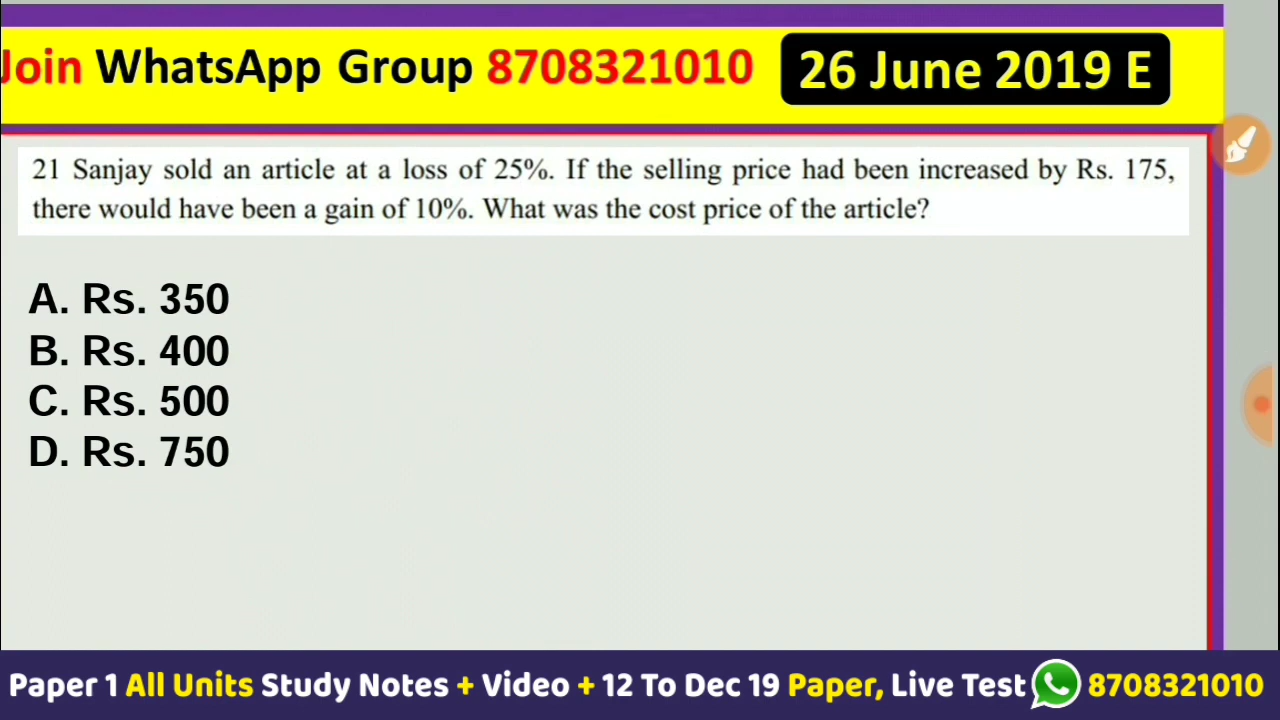 Join WhatsApp Group 8708321010 26 June 2019 E
21 Sanjay sold an article at a loss of 25%. If the selling price had been increased by Rs. 175,
there would have been a gain of 10%. What was the cost price of the article?
A. Rs. 350
B. Rs. 400
C. Rs. 500
D. Rs. 750
Paper 1 All Units Study Notes + Video + 12 To Dec 19 Paper, Live Test 8708321010